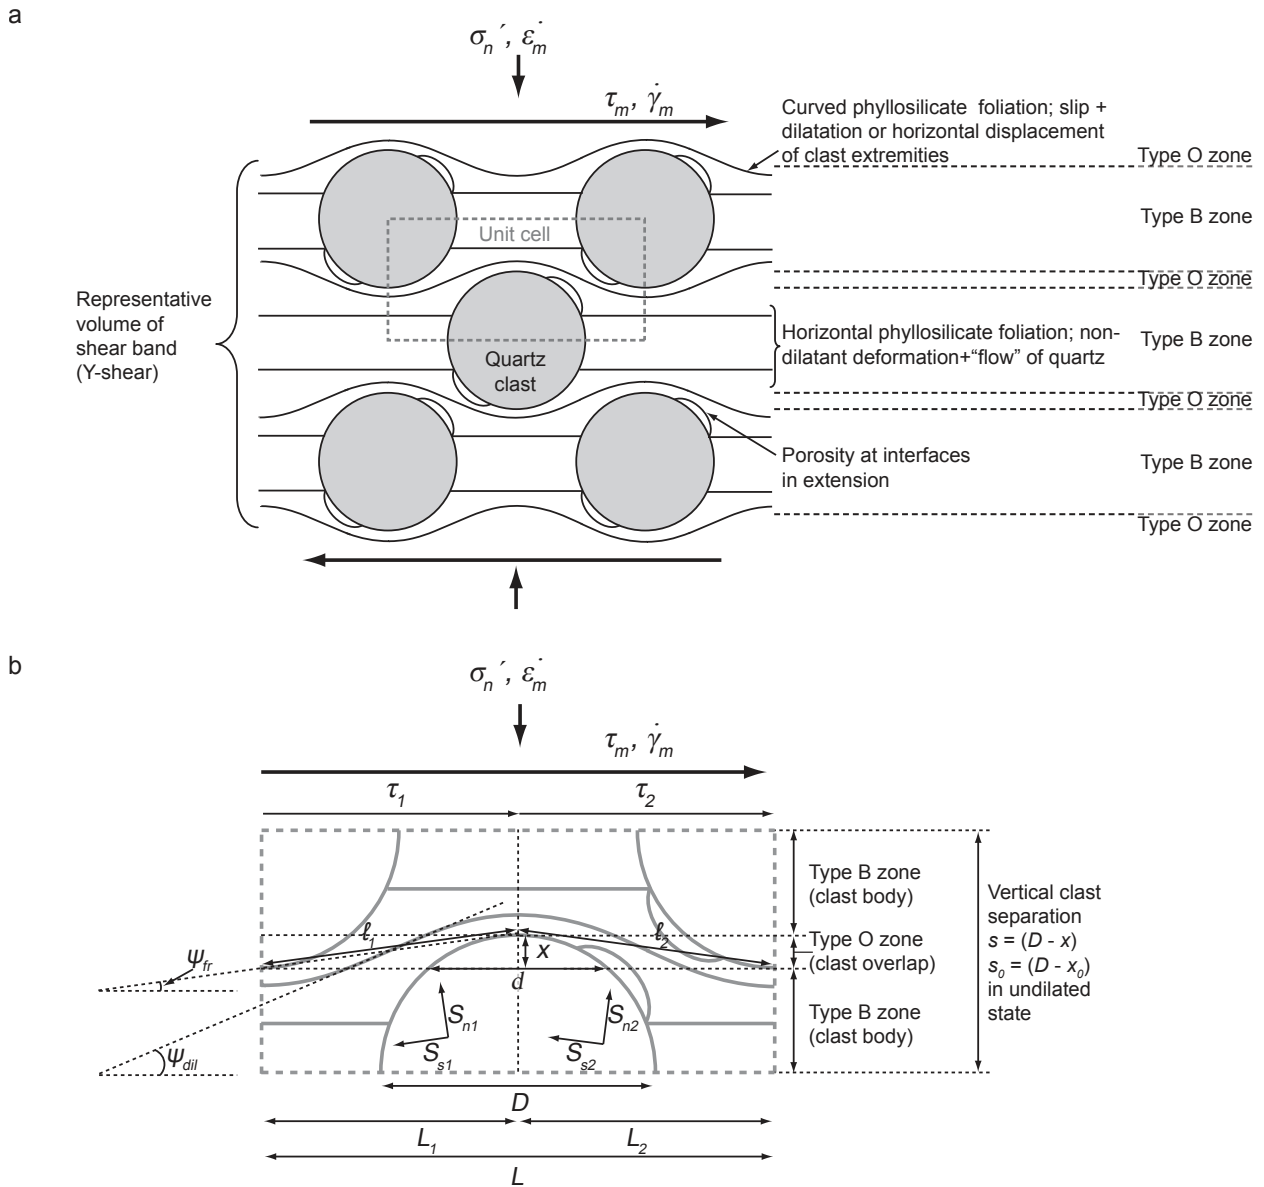 a
σn´, ε̇m
τm, γ̇m
Curved phyllosilicate foliation; slip +
dilatation or horizontal displacement
of clast extremities
Type O zone
Type B zone
Unit cell
Type O zone
Representative
volume of
shear band
(Y-shear)
Horizontal phyllosilicate foliation; non-
dilatant deformation+“flow” of quartz
Type B zone
Quartz
clast
Type O zone
Porosity at interfaces
in extension
Type B zone
Type O zone
b
σn´, ε̇m
τm, γ̇m
τ1
τ2
Type B zone
(clast body)
Vertical clast
separation
s = (D - x)
s0 = (D - x0)
in undilated
state
ℓ1
ℓ2
x
Type O zone
(clast overlap)
ψfr
d
Sn1
Sn2
Type B zone
(clast body)
Ss1
Ss2
ψdil
D
L1
L2
L